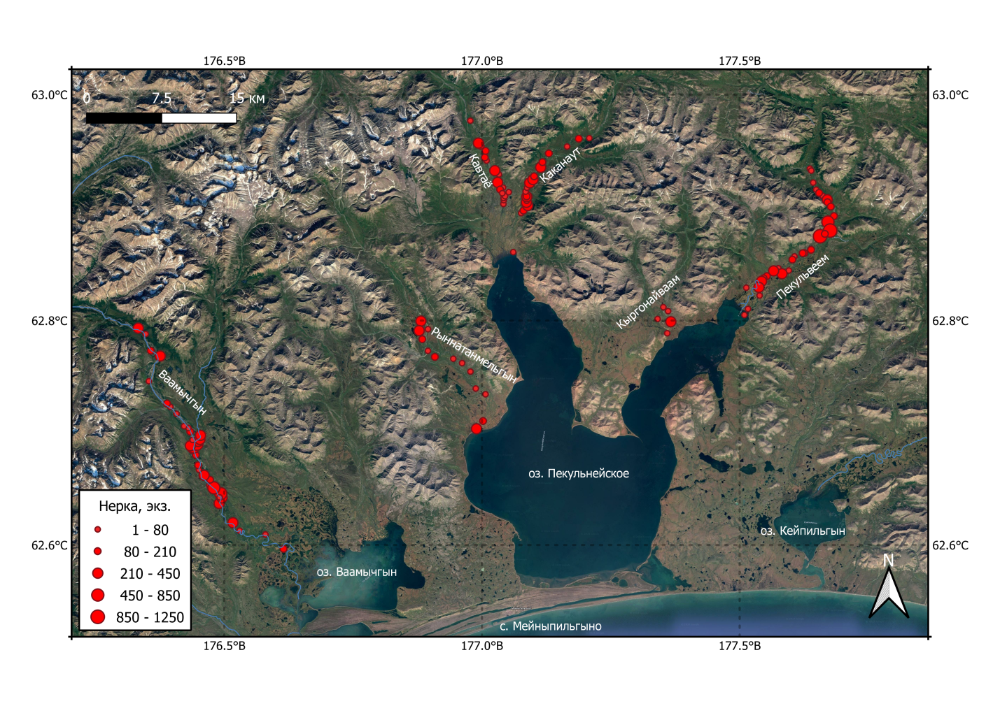 176.5°В
177.0°В
177.5°В
63.0°С
63.0°С
0
7.5
15 км
Кавтаё
Каканаут
Пекульвеем
Кыргонайваам
62.8°С
62.8°С
Рыннатанмельгын
Ваамычгын
оз. Пекульнейское
оз. Кейпильгын
62.6°С
62.6°С
оз. Ваамычгын
с. Мейныпильгыно
N
Нерка, экз.
1 - 80
80 - 210
210 - 450
450 - 850
850 - 1250
176.5°В
177.0°В
177.5°В